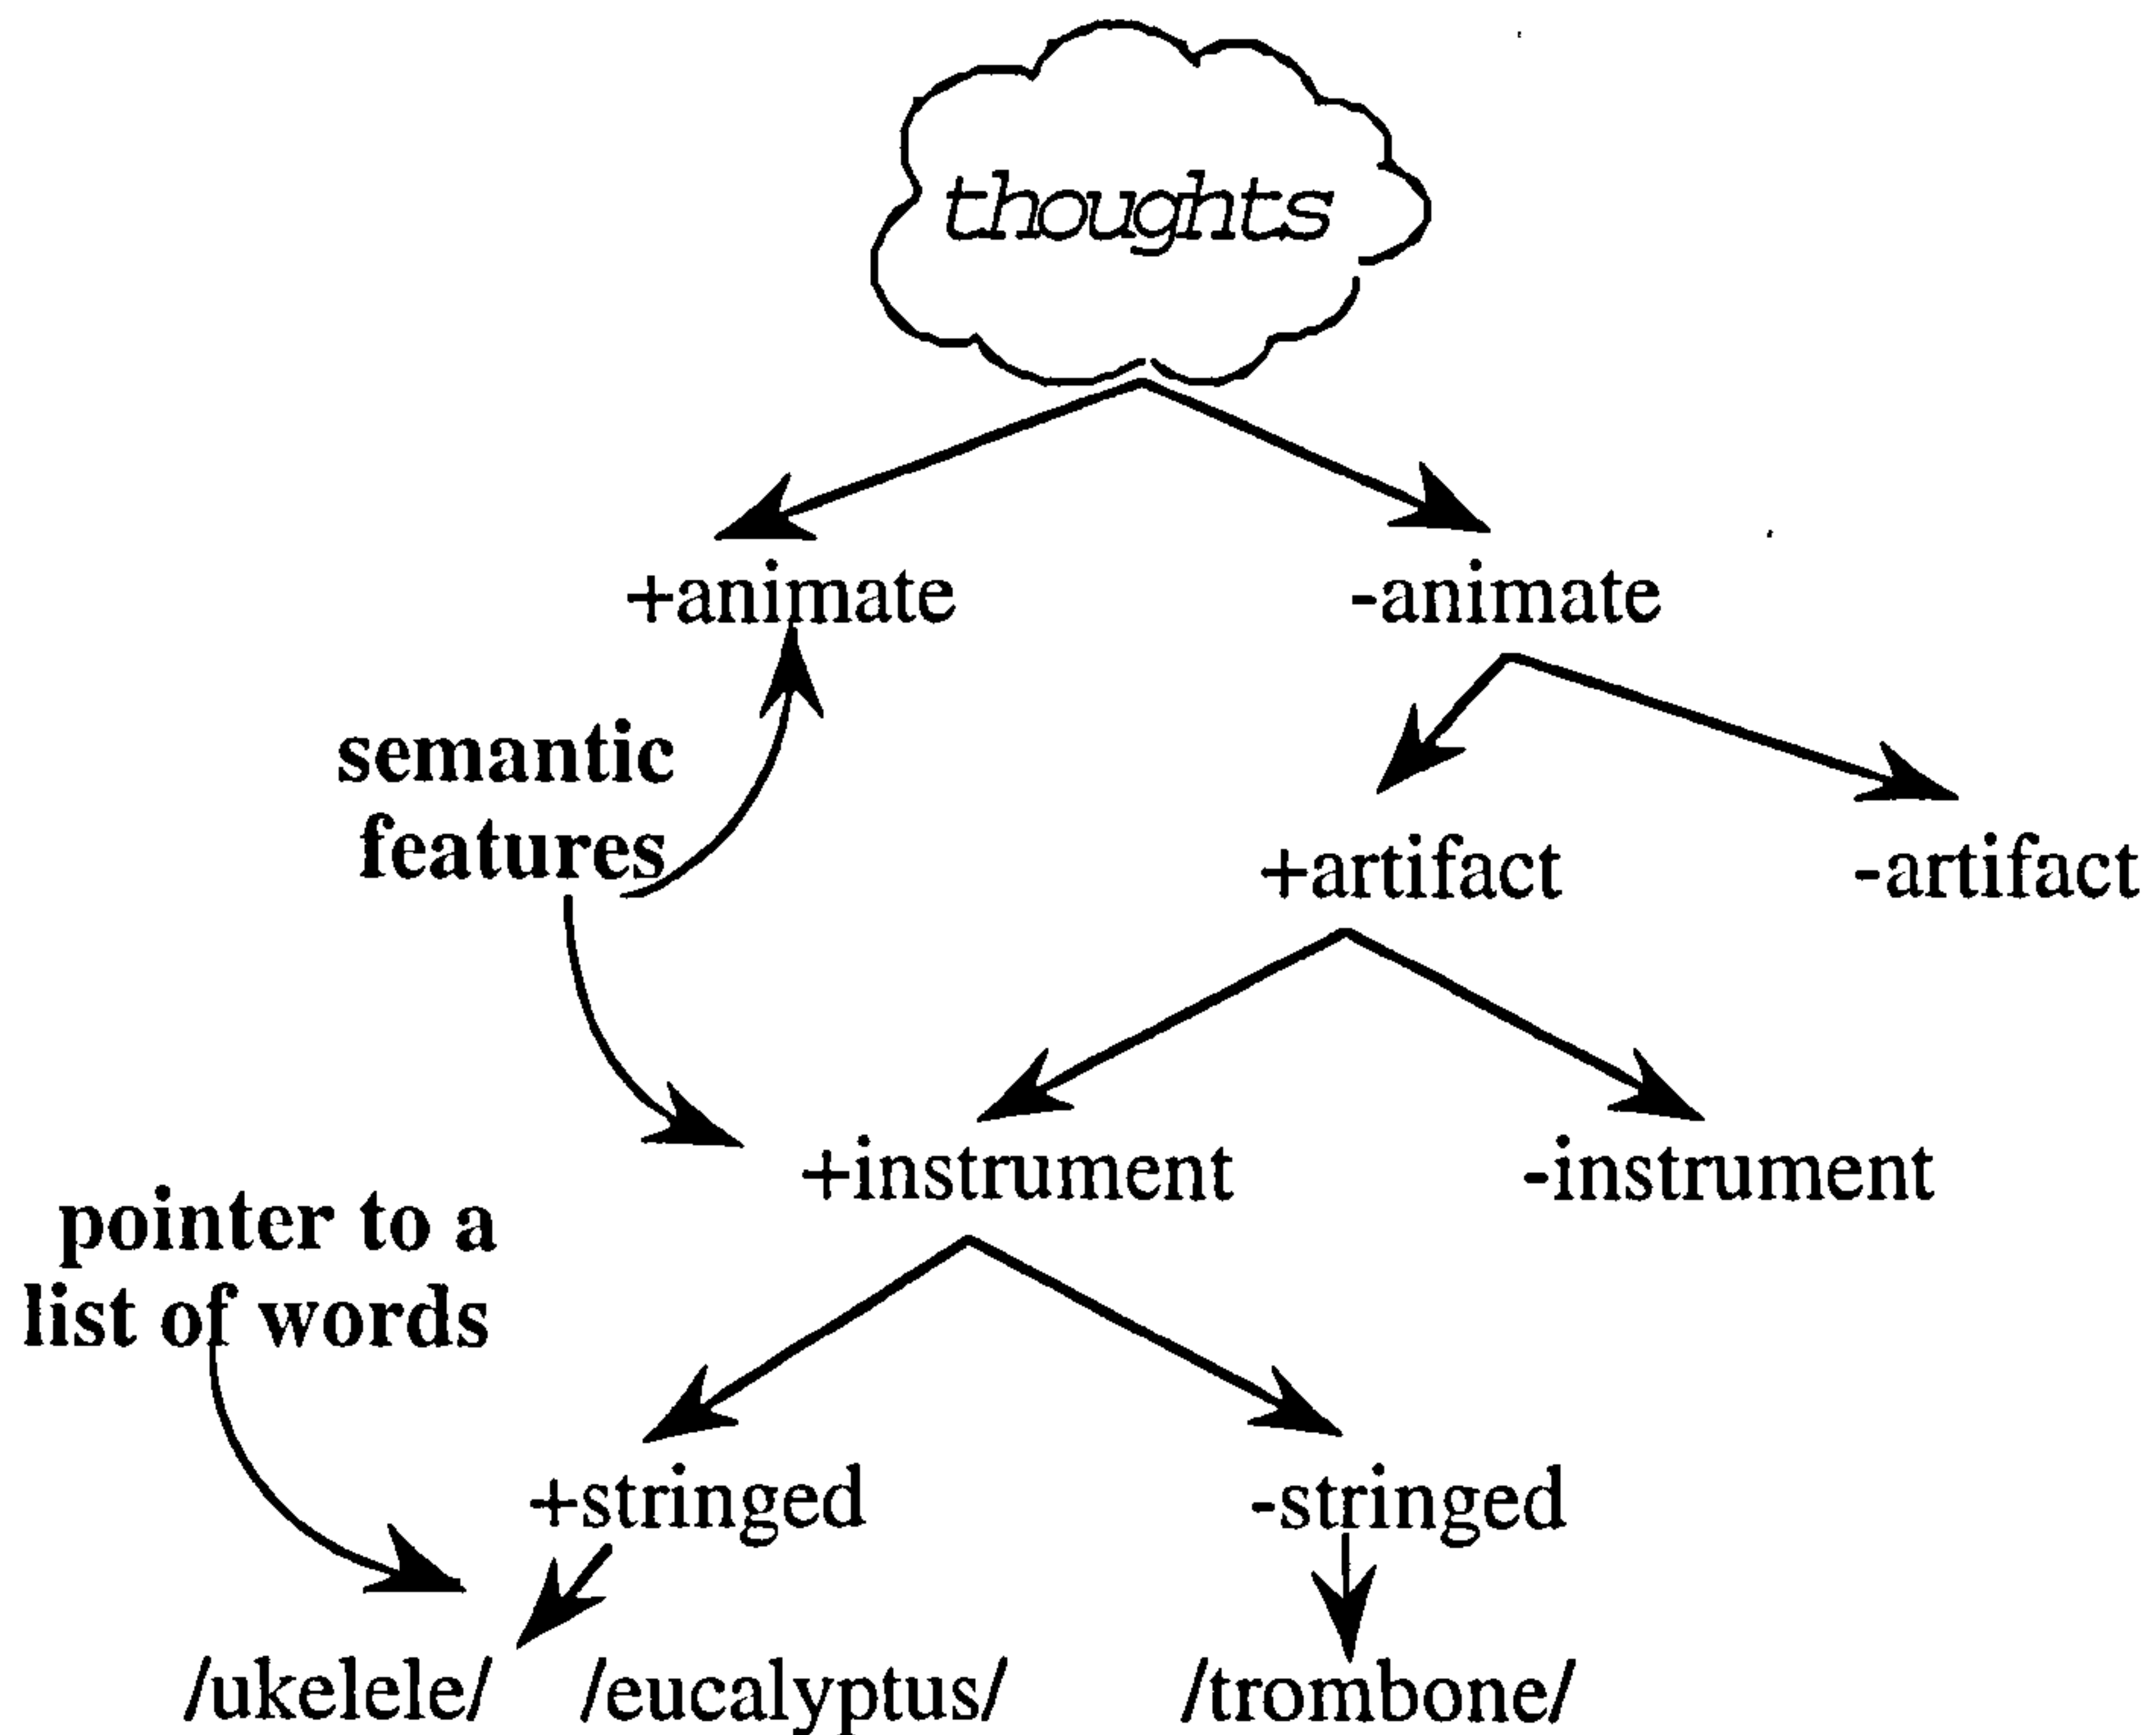 thoughts
+animate -animate
semantic
features
+artifact -artifact
+instrument -instrument
pointer to a
list of words
+stringed -stringed
/ukelele/ /eucalyptus/ /trombone/